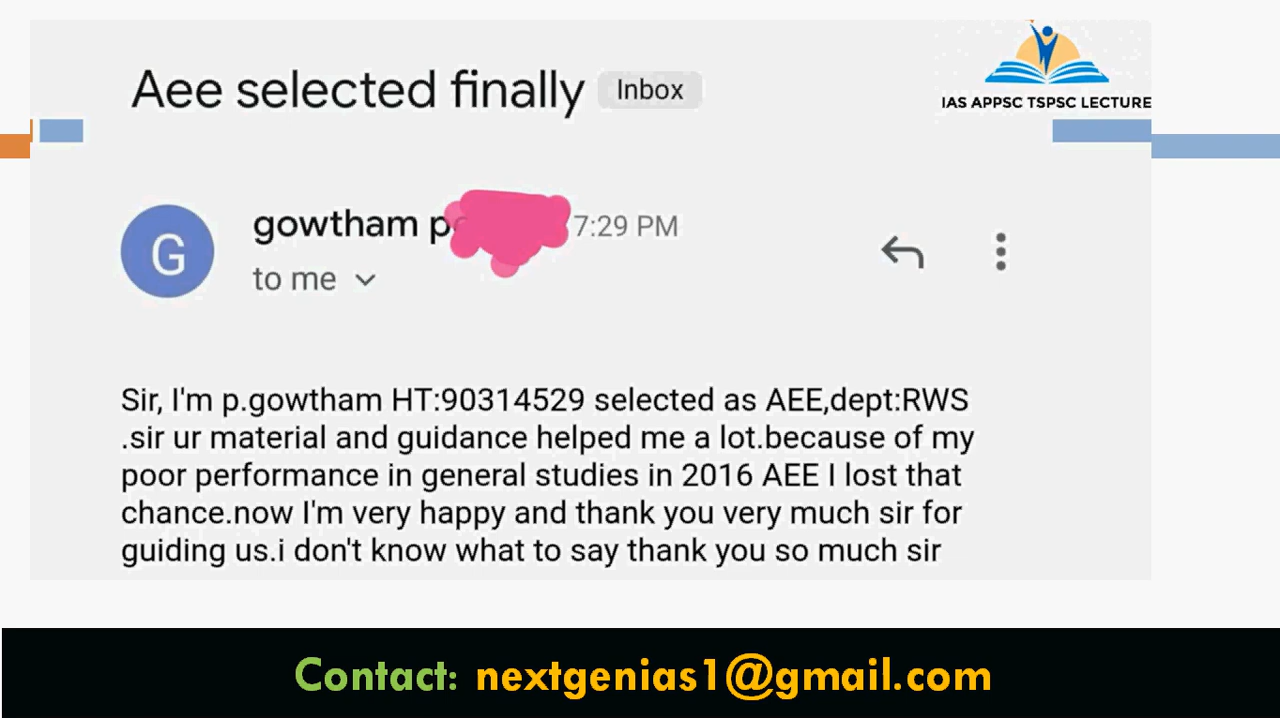 Aee selected finally Inbox
IAS APPSC TSPSC LECTURE
G
gowtham p 7:29 PM
to me
Sir, I'm p.gowtham HT:90314529 selected as AEE,dept:RWS
.sir ur material and guidance helped me a lot.because of my
poor performance in general studies in 2016 AEE I lost that
chance.now I'm very happy and thank you very much sir for
guiding us.i don't know what to say thank you so much sir
Contact: nextgenias1@gmail.com